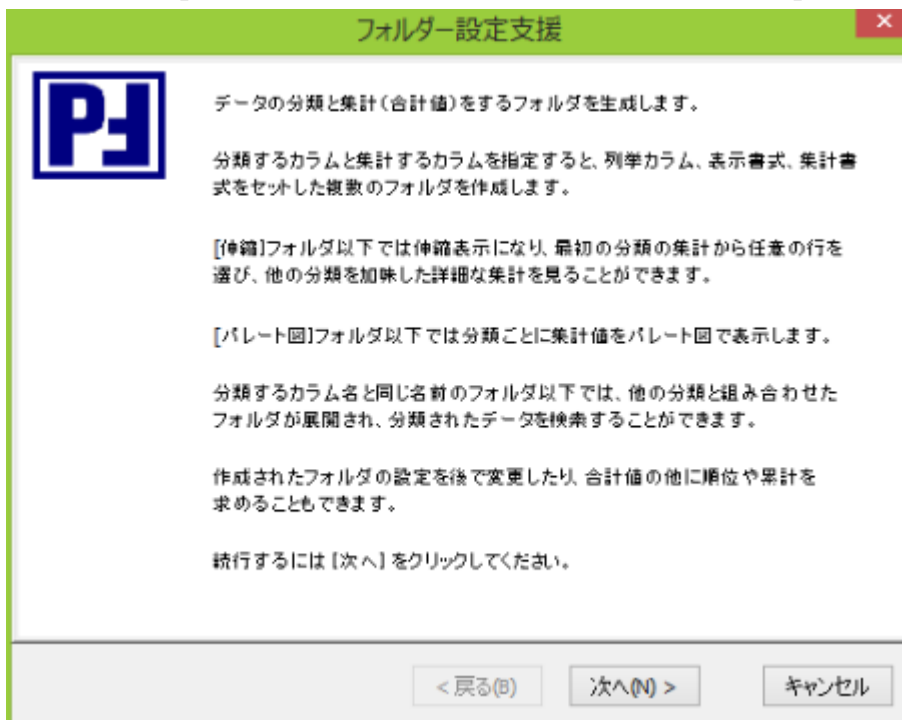 フォルダー設定支援
データの分類と集計(合計値)をするフォルダを生成します。
分類するカラムと集計するカラムを指定すると、列挙カラム、表示書式、集計書
式をセットした複数のフォルダを作成します。
[伸縮]フォルダ以下では伸縮表示になり、最初の分類の集計から任意の行を
選び、他の分類を加味した詳細な集計を見ることができます。
[パレート図]フォルダ以下では分類ごとに集計値をパレート図で表示します。
分類するカラム名と同じ名前のフォルダ以下では、他の分類と組み合わせた
フォルダが展開され、分類されたデータを検索することができます。
作成されたフォルダの設定を後で変更したり、合計値の他に順位や累計を
求めることもできます。
続行するには [次へ] をクリックしてください。
< 戻る(B)
次へ(N) >
キャンセル